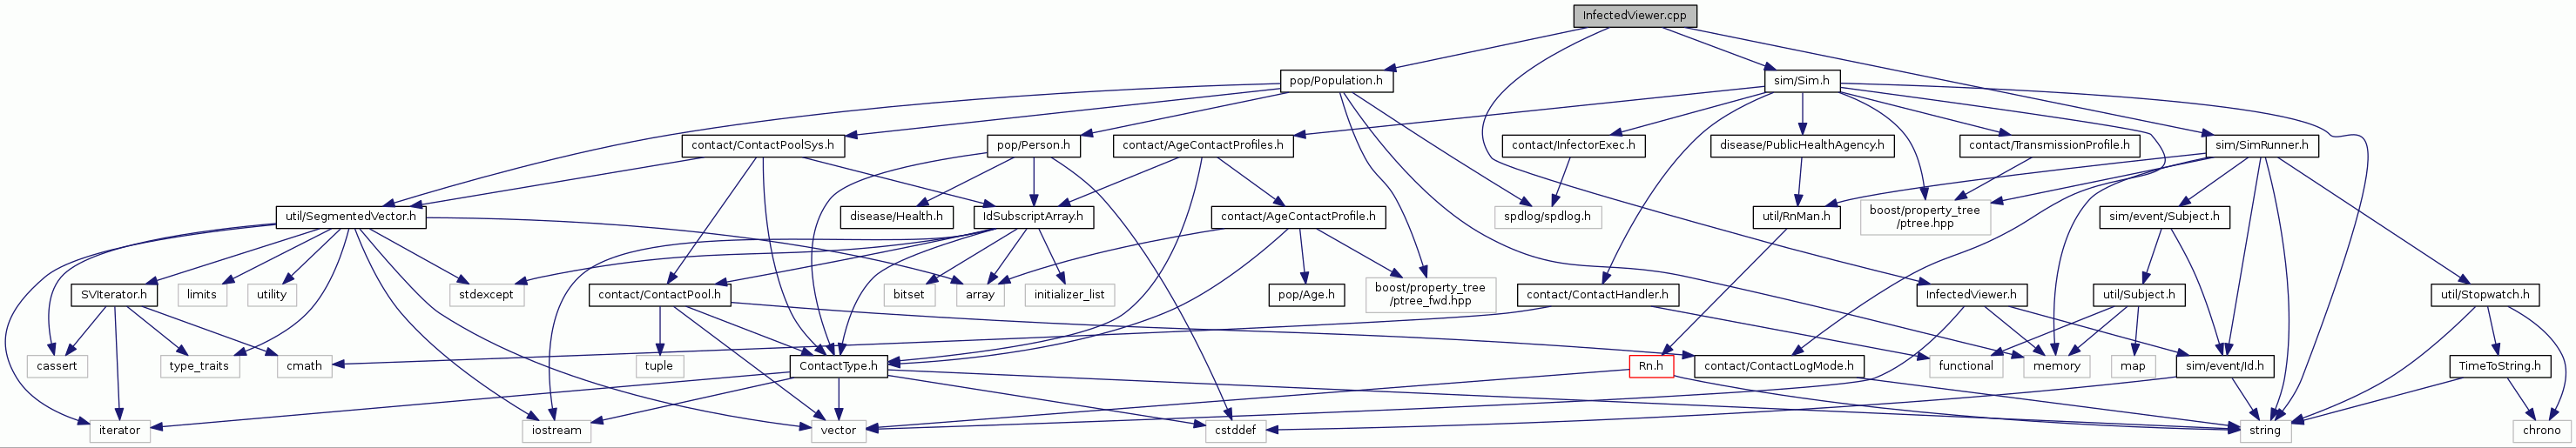 InfectedViewer.cpp
pop/Population.h
sim/Sim.h
contact/ContactPoolSys.h
pop/Person.h
contact/AgeContactProfiles.h
contact/InfectorExec.h
disease/PublicHealthAgency.h
contact/TransmissionProfile.h
sim/SimRunner.h
util/SegmentedVector.h
disease/Health.h
IdSubscriptArray.h
contact/AgeContactProfile.h
spdlog/spdlog.h
util/RnMan.h
boost/property_tree
/ptree.hpp
sim/event/Subject.h
SVIterator.h
limits
utility
stdexcept
contact/ContactPool.h
bitset
array
initializer_list
pop/Age.h
boost/property_tree
/ptree_fwd.hpp
contact/ContactHandler.h
InfectedViewer.h
util/Subject.h
util/Stopwatch.h
cassert
type_traits
cmath
tuple
ContactType.h
contact/ContactLogMode.h
Rn.h
functional
memory
map
sim/event/Id.h
TimeToString.h
iterator
iostream
vector
cstddef
string
chrono